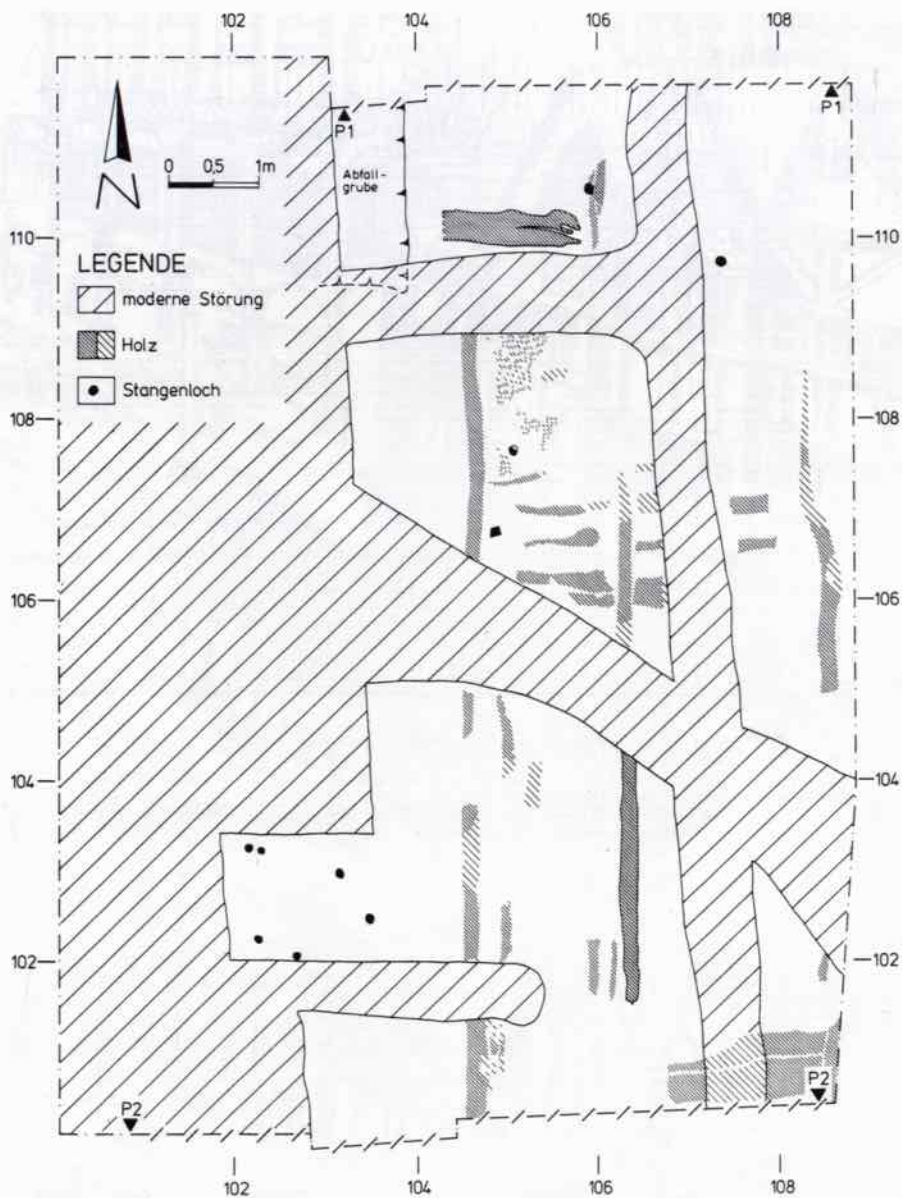 102 104 106 108
P1 P1
N
0 0,5 1m
Abfall-
grube
110 110
LEGENDE
moderne Störung
Holz
Stangenloch
108 108
106 106
104 104
102 102
P2 P2
102 104 106 108